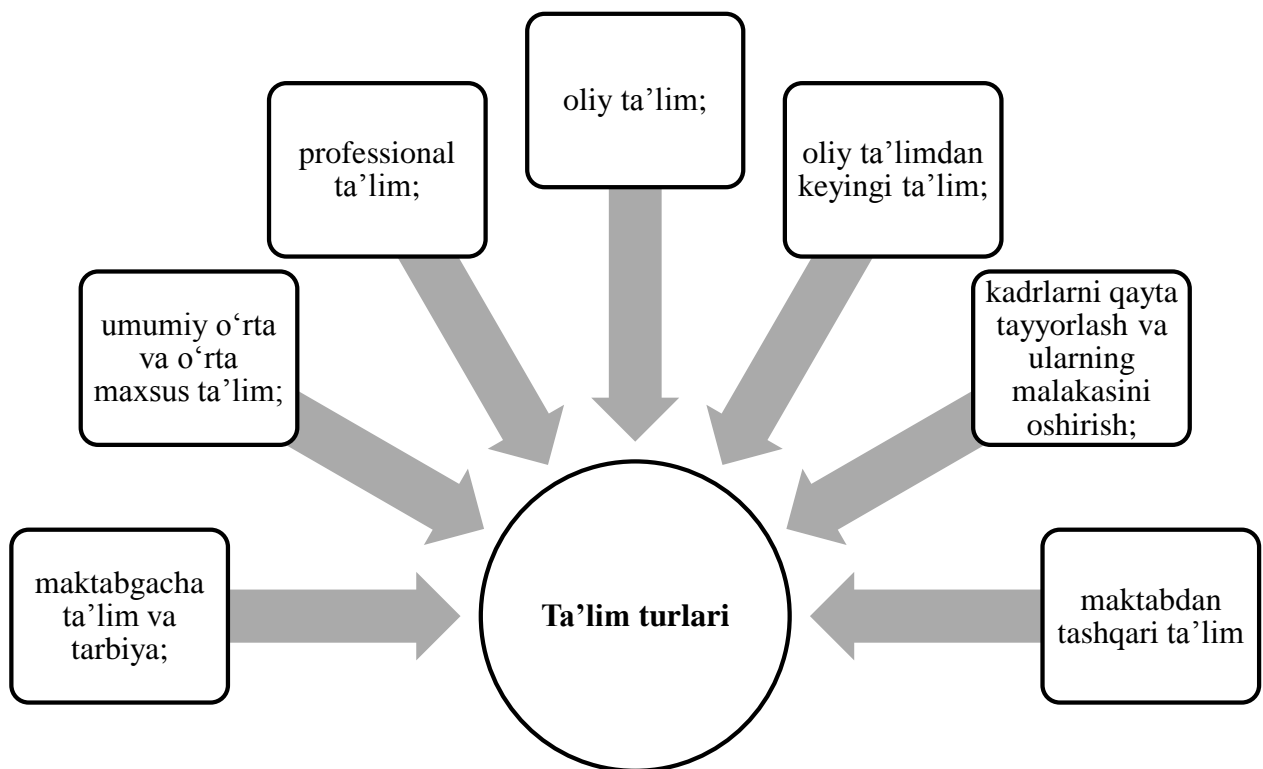 oliy ta’lim;
professional
ta’lim;
oliy ta’limdan
keyingi ta’lim;
umumiy o‘rta
va o‘rta
maxsus ta’lim;
kadrlarni qayta
tayyorlash va
ularning
malakasini
oshirish;
maktabgacha
ta’lim va
tarbiya;
Ta’lim turlari
maktabdan
tashqari ta’lim